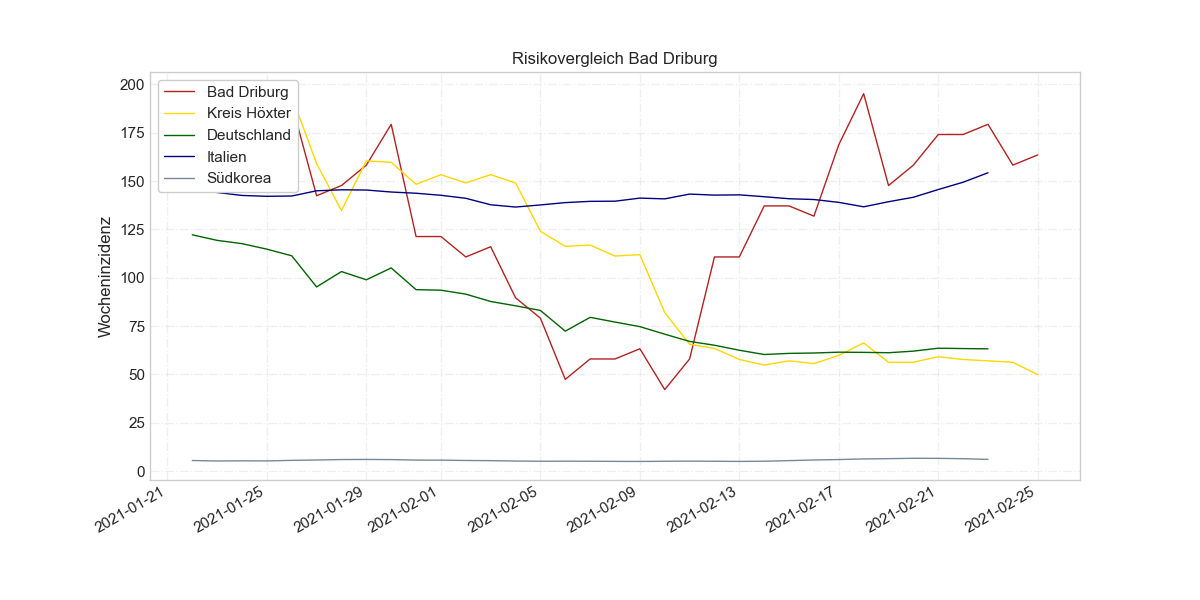 Risikovergleich Bad Driburg
Wocheninzidenz
200
175
150
125
100
75
50
25
0
Bad Driburg
Kreis Höxter
Deutschland
Italien
Südkorea
2021-01-21
2021-01-25
2021-01-29
2021-02-01
2021-02-05
2021-02-09
2021-02-13
2021-02-17
2021-02-21
2021-02-25